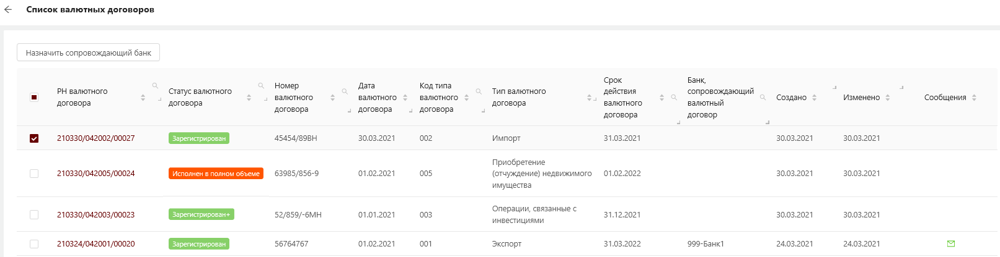 Список валютных договоров
Назначить сопровождающий банк
РН валютного договора
Статус валютного договора
Номер валютного договора
Дата валютного договора
Код типа валютного договора
Тип валютного договора
Срок действия валютного договора
Банк, сопровождающий валютный договор
Создано
Изменено
Сообщения
210330/042002/00027 Зарегистрирован 45454/89ВН 30.03.2021 002 Импорт 31.03.2021 30.03.2021 30.03.2021
210330/042005/00024 Исполнен в полном объеме 63985/856-9 01.02.2021 005 Приобретение (отчуждение) недвижимого имущества 01.02.2022 30.03.2021 30.03.2021
210330/042003/00023 Зарегистрирован+ 52/859/-6МН 01.01.2021 003 Операции, связанные с инвестициями 31.12.2021 30.03.2021 30.03.2021
210324/042001/00020 Зарегистрирован 56764767 01.02.2021 001 Экспорт 31.03.2022 999-Банк1 24.03.2021 24.03.2021